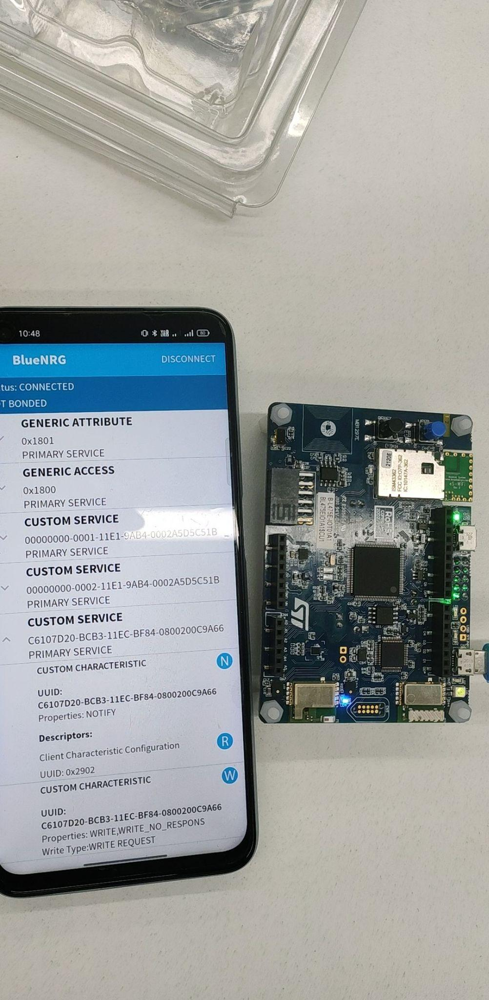 10:48
80
BlueNRG
DISCONNECT
tus: CONNECTED
T BONDED
GENERIC ATTRIBUTE
0x1801
PRIMARY SERVICE
GENERIC ACCESS
0x1800
PRIMARY SERVICE
CUSTOM SERVICE
00000000-0001-11E1-9AB4-0002A5D5C51B
PRIMARY SERVICE
CUSTOM SERVICE
00000000-0002-11E1-9AB4-0002A5D5C51B
PRIMARY SERVICE
CUSTOM SERVICE
C6107D20-BCB3-11EC-BF84-0800200C9A66
PRIMARY SERVICE
CUSTOM CHARACTERISTIC
N
UUID:
C6107D20-BCB3-11EC-BF84-0800200C9A66
Properties: NOTIFY
Descriptors:
Client Characteristic Configuration
R
UUID: 0x2902
CUSTOM CHARACTERISTIC
W
UUID:
C6107D20-BCB3-11EC-BF84-0800200C9A66
Properties: WRITE,WRITE_NO_RESPONS
Write Type:WRITE REQUEST
MB1297E
2120E
ISM43362
FCC ID:O7P-362
IC:10147A-362
eS-WiFi
B-L475E-IOT01A1
BL475E01A1SCU1
RoHS
ST